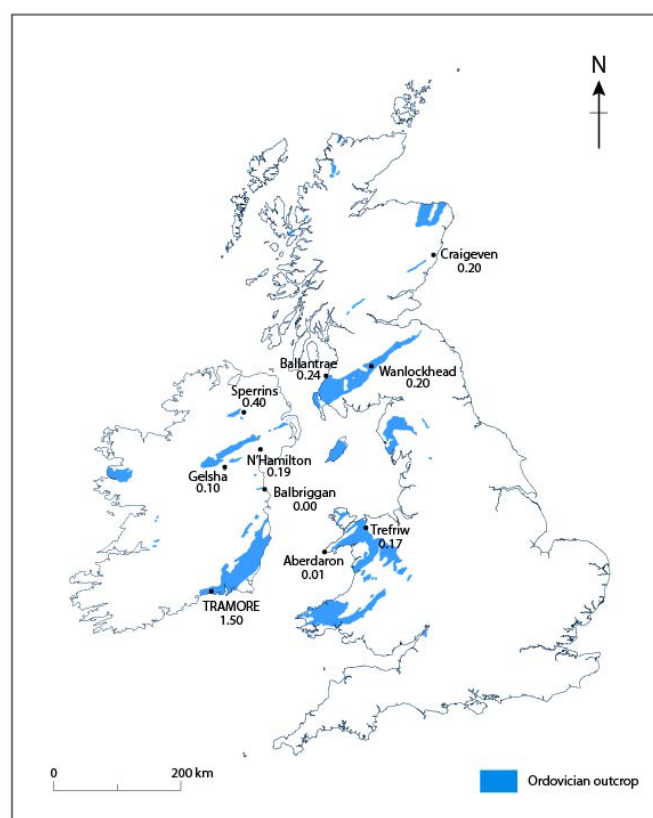 N
Craigeven
0.20
Ballantrae
0.24
Wanlockhead
0.20
Sperrins
0.40
N'Hamilton
0.19
Gelsha
0.10
Balbriggan
0.00
Trefriw
0.17
Aberdaron
0.01
TRAMORE
1.50
0 200 km
Ordovician outcrop